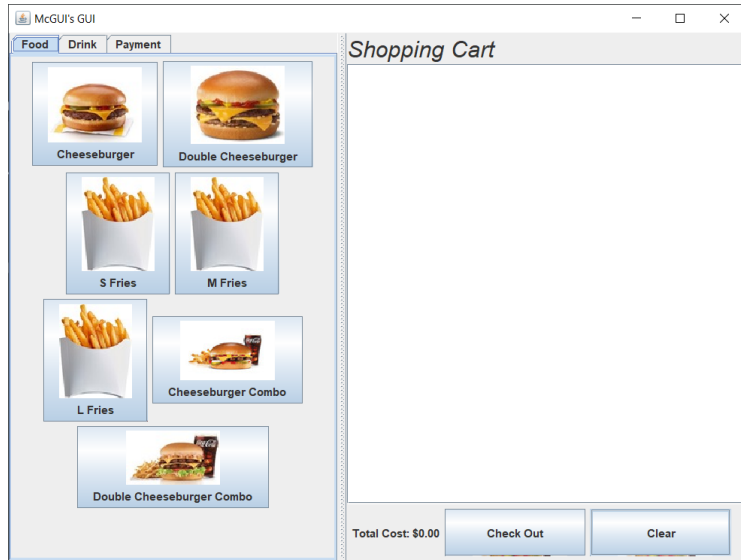 McGUI's GUI
Food Drink Payment
Cheeseburger
Double Cheeseburger
S Fries
M Fries
L Fries
Cheeseburger Combo
Double Cheeseburger Combo
Shopping Cart
Total Cost: $0.00
Check Out
Clear